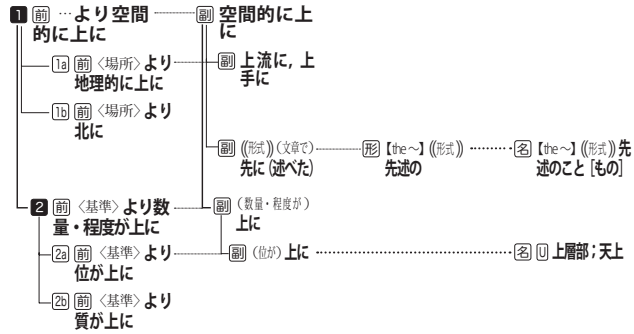 1 前 …より空間 副 空間的に上
的に上に に
1a 前 〈場所〉より 副 上流に, 上
地理的に上に 手に
1b 前 〈場所〉より
北に
副 ((形式)) (文章で) 形 【the~】 ((形式)) 名 【the~】 ((形式)) 先
先に (述べた) 先述の 述のこと [もの]
2 前 〈基準〉より数 副 (数量・程度が)
量・程度が上に 上に
2a 前 〈基準〉より 副 (位が) 上に 名 U 上層部;天上
位が上に
2b 前 〈基準〉より
質が上に